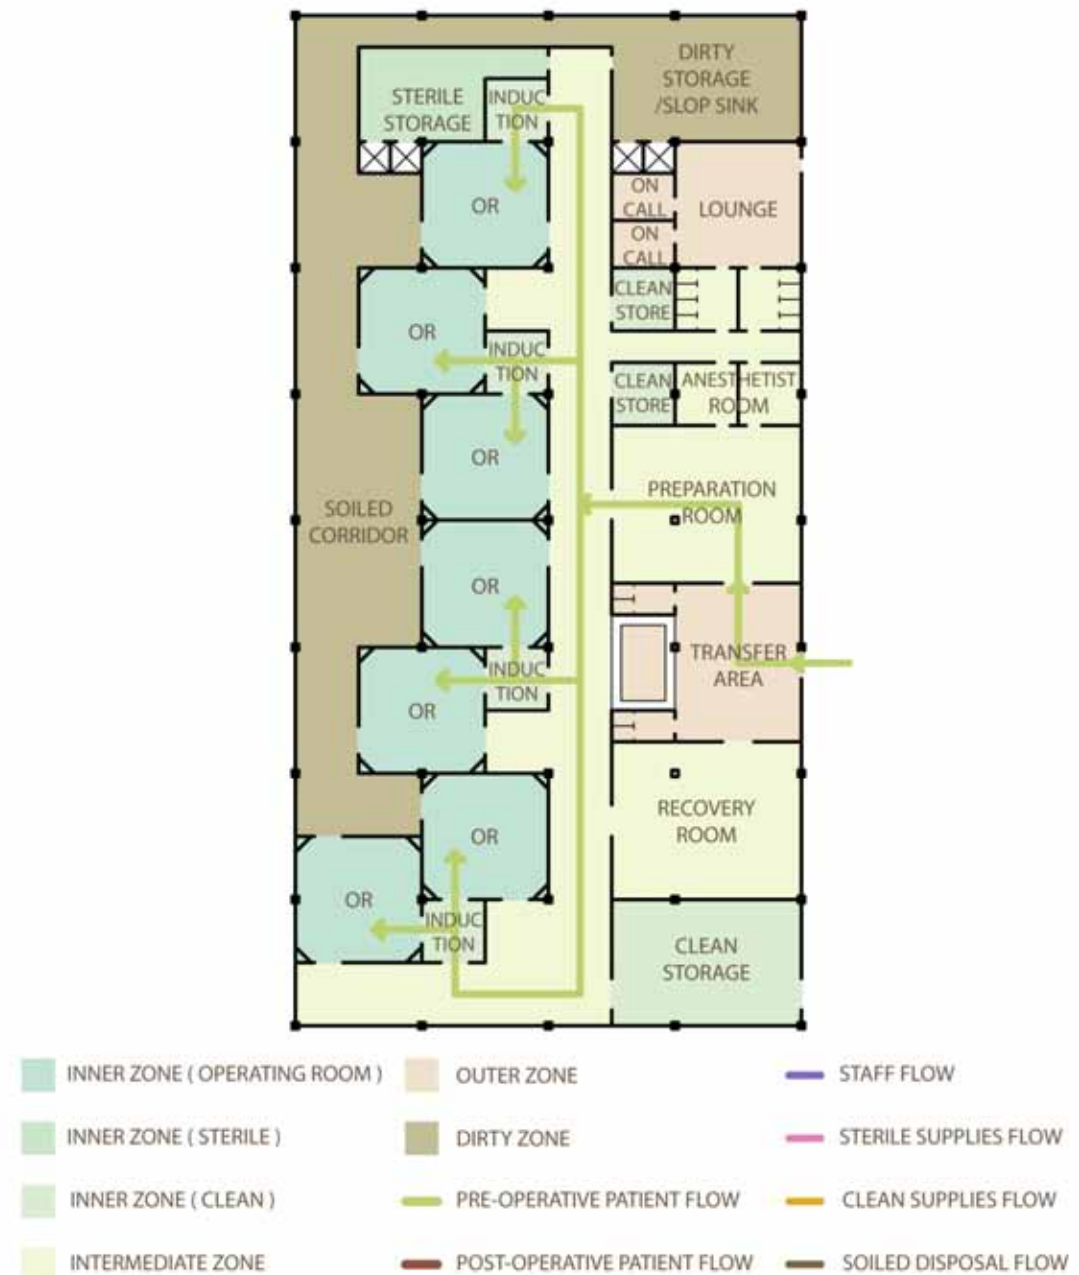 DIRTY
STORAGE
/SLOP SINK
STERILE
STORAGE
INDUC
TION
OR
ON
CALL
LOUNGE
ON
CALL
CLEAN
STORE
OR
INDUC
TION
CLEAN
STORE
ANESTHETIST
ROOM
OR
PREPARATION
ROOM
SOILED
CORRIDOR
OR
INDUC
TION
TRANSFER
AREA
OR
RECOVERY
ROOM
OR
OR
INDUC
TION
CLEAN
STORAGE
INNER ZONE ( OPERATING ROOM )
OUTER ZONE
STAFF FLOW
INNER ZONE ( STERILE )
DIRTY ZONE
STERILE SUPPLIES FLOW
INNER ZONE ( CLEAN )
PRE-OPERATIVE PATIENT FLOW
CLEAN SUPPLIES FLOW
INTERMEDIATE ZONE
POST-OPERATIVE PATIENT FLOW
SOILED DISPOSAL FLOW